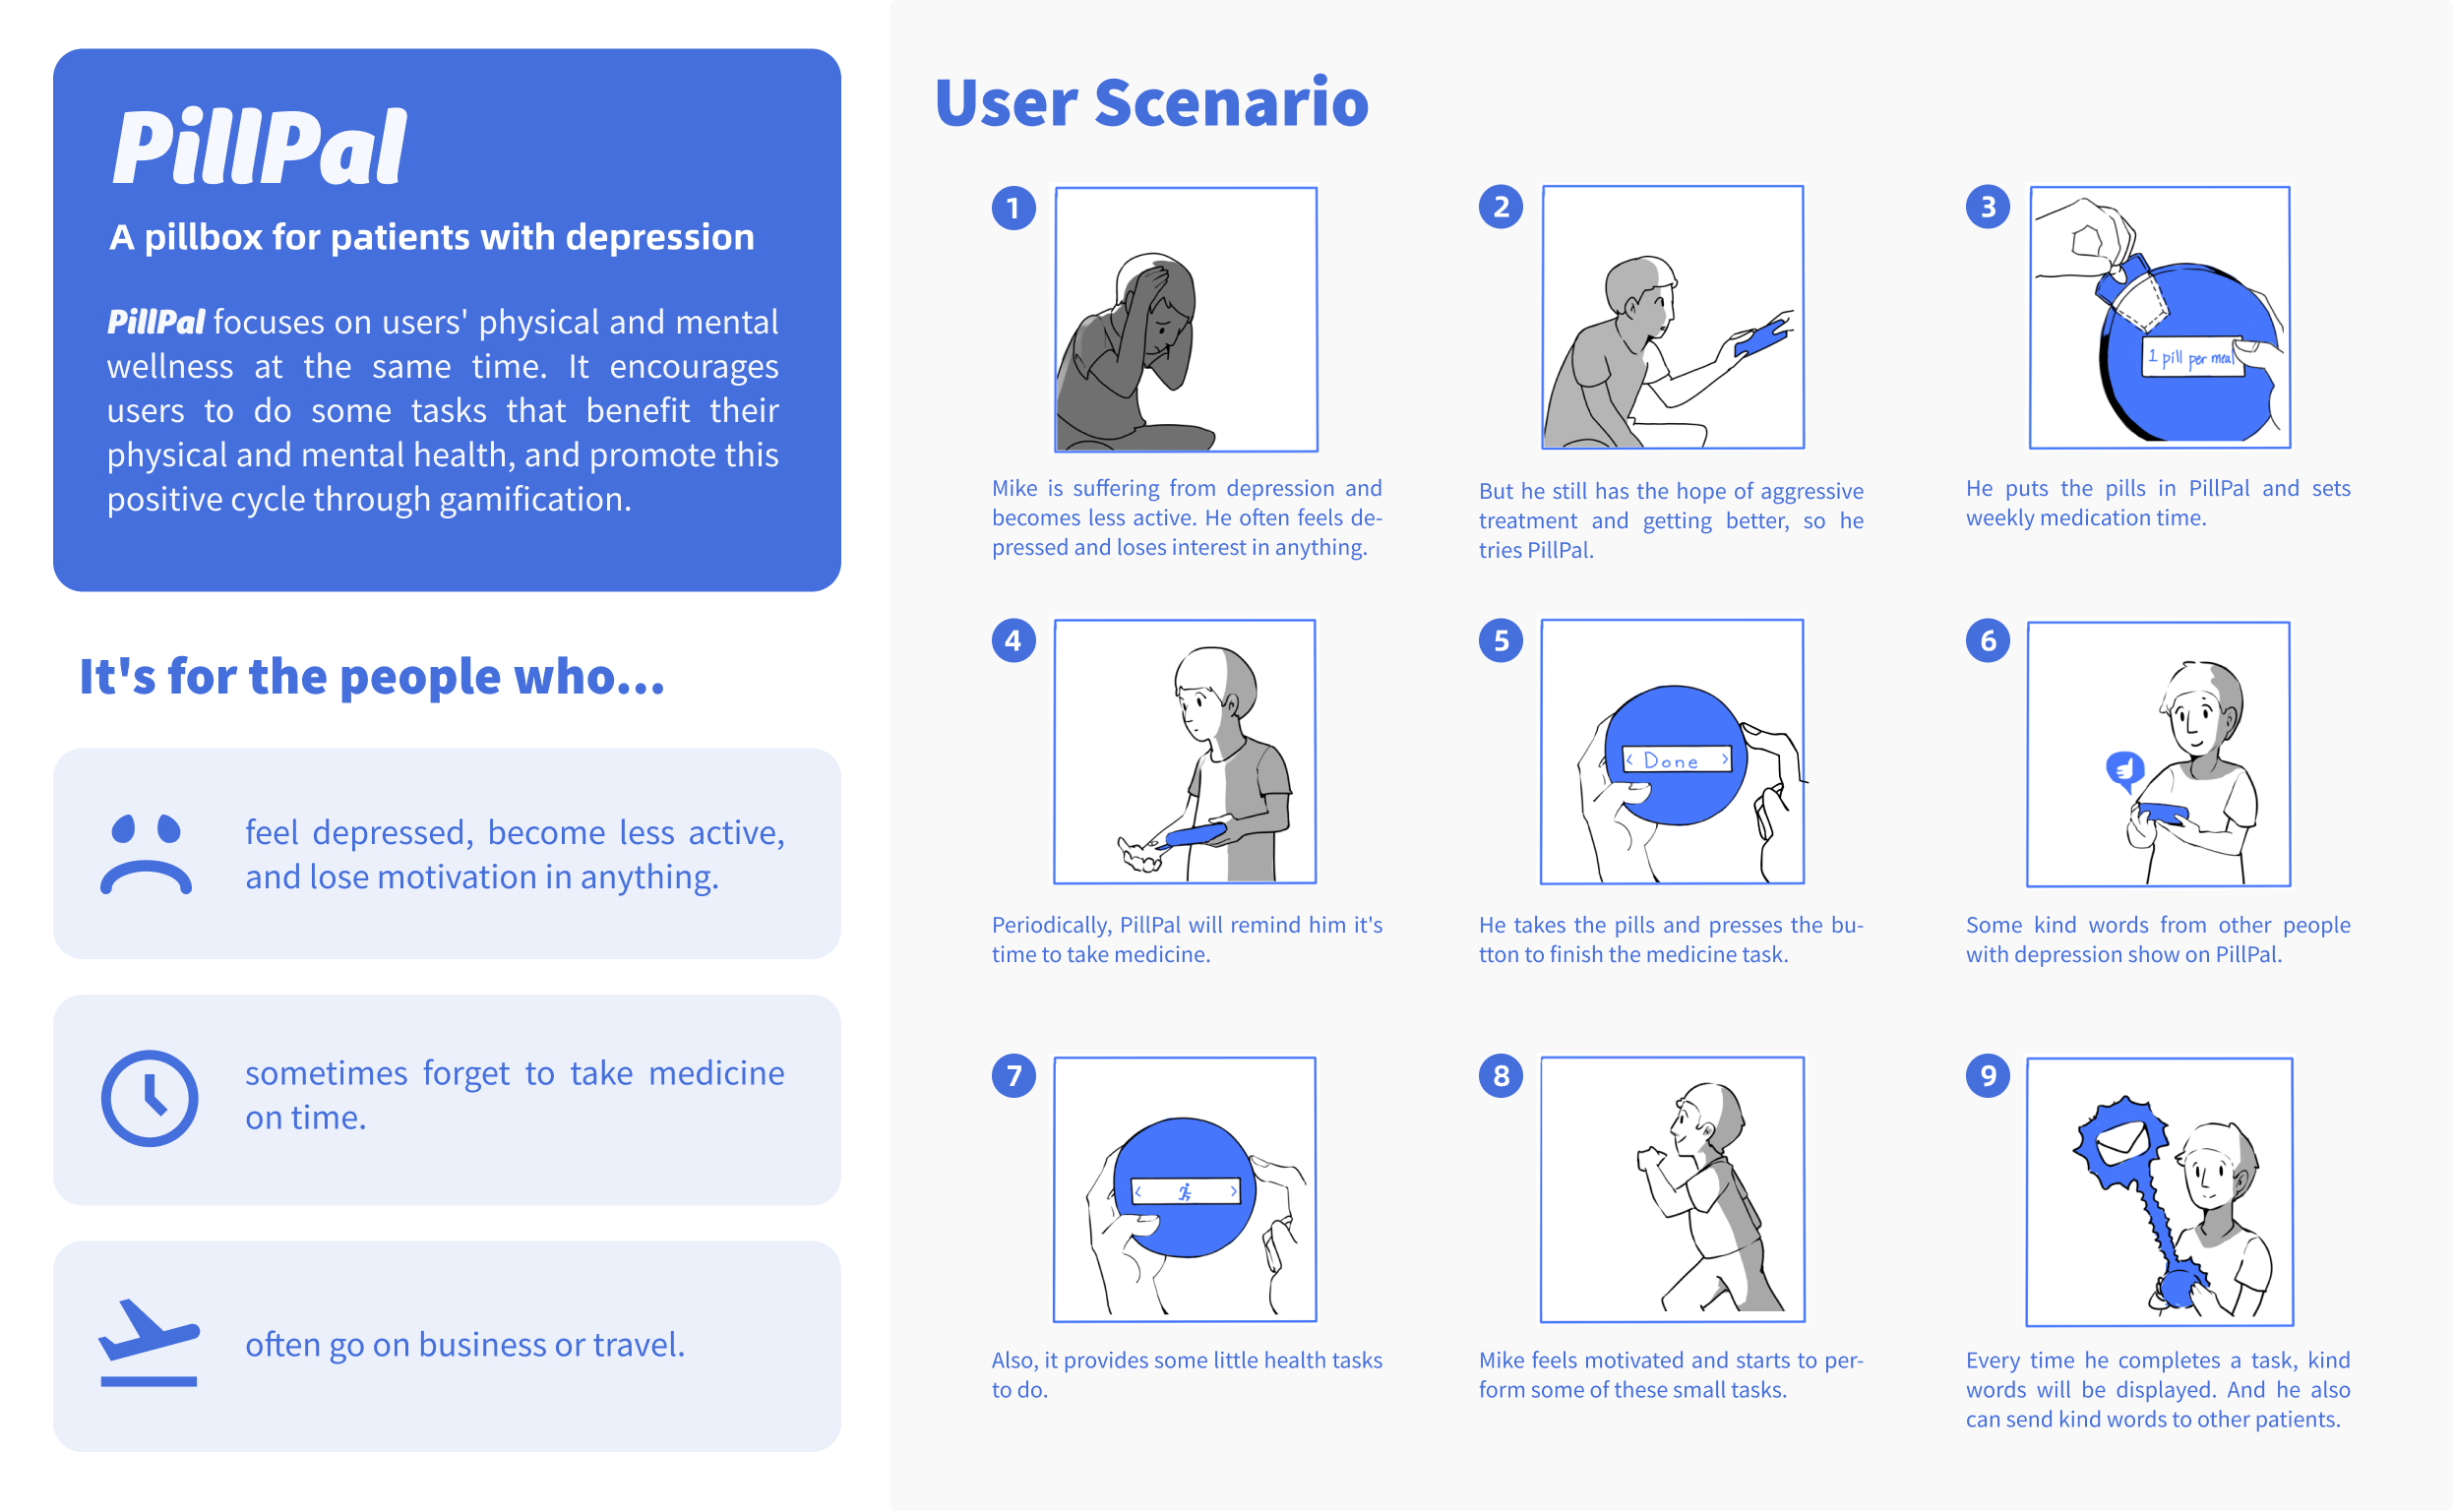 PillPal
A pillbox for patients with depression
PillPal focuses on users' physical and mental
wellness at the same time. It encourages
users to do some tasks that benefit their
physical and mental health, and promote this
positive cycle through gamification.
It's for the people who...
feel depressed, become less active,
and lose motivation in anything.
sometimes forget to take medicine
on time.
often go on business or travel.
User Scenario
1
Mike is suffering from depression and
becomes less active. He often feels de-
pressed and loses interest in anything.
2
But he still has the hope of aggressive
treatment and getting better, so he
tries PillPal.
3
1 pill per meal
He puts the pills in PillPal and sets
weekly medication time.
4
Periodically, PillPal will remind him it's
time to take medicine.
5
< Done >
He takes the pills and presses the bu-
tton to finish the medicine task.
6
Some kind words from other people
with depression show on PillPal.
7
< >
Also, it provides some little health tasks
to do.
8
Mike feels motivated and starts to per-
form some of these small tasks.
9
Every time he completes a task, kind
words will be displayed. And he also
can send kind words to other patients.